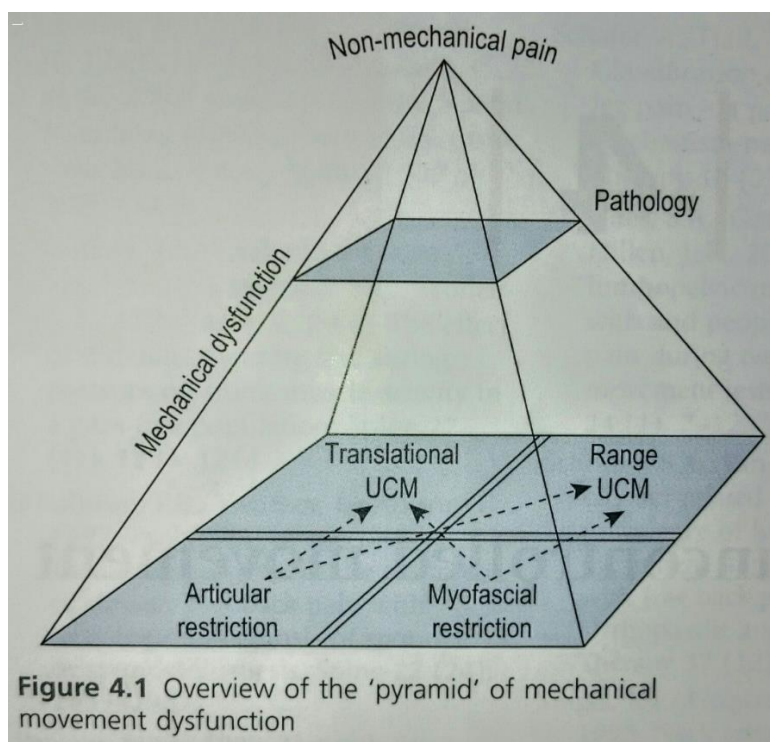 Non-mechanical pain
Pathology
Mechanical dysfunction
Translational
UCM
Range
UCM
Articular
restriction
Myofascial
restriction
Figure 4.1 Overview of the 'pyramid' of mechanical
movement dysfunction